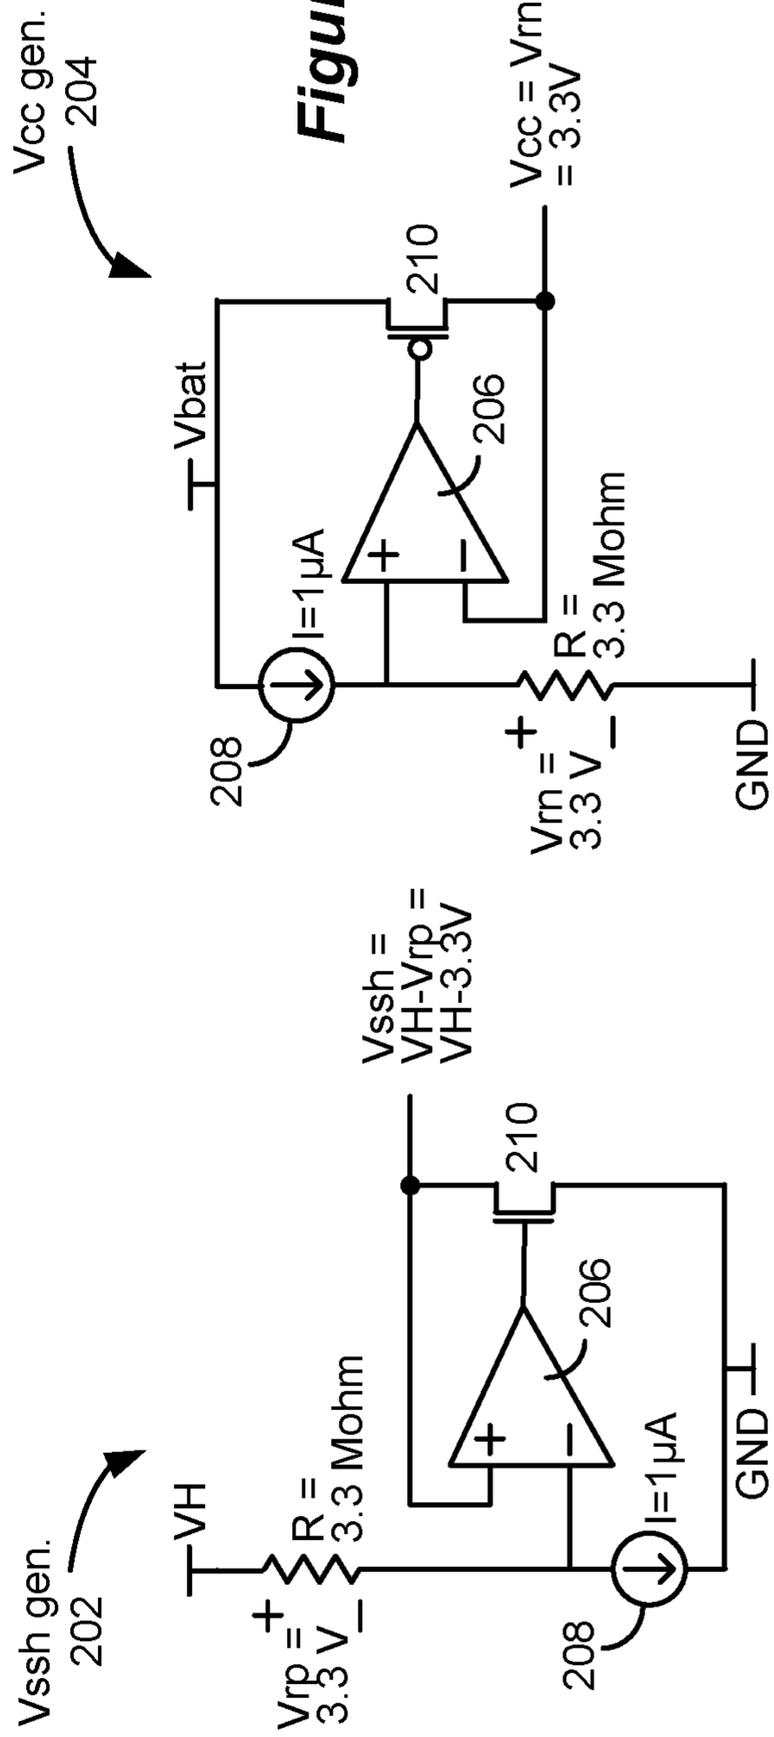 Vssh gen.
202
VH
Vrp =
3.3 V
+
−
R =
3.3 Mohm
+
−
206
210
Vssh =
VH-Vrp =
VH-3.3V
208
I=1µA
GND
Vcc gen.
204
Vbat
208
I=1µA
+
−
206
210
Vrn =
3.3 V
+
−
R =
3.3 Mohm
GND
Vcc = Vrn
= 3.3V